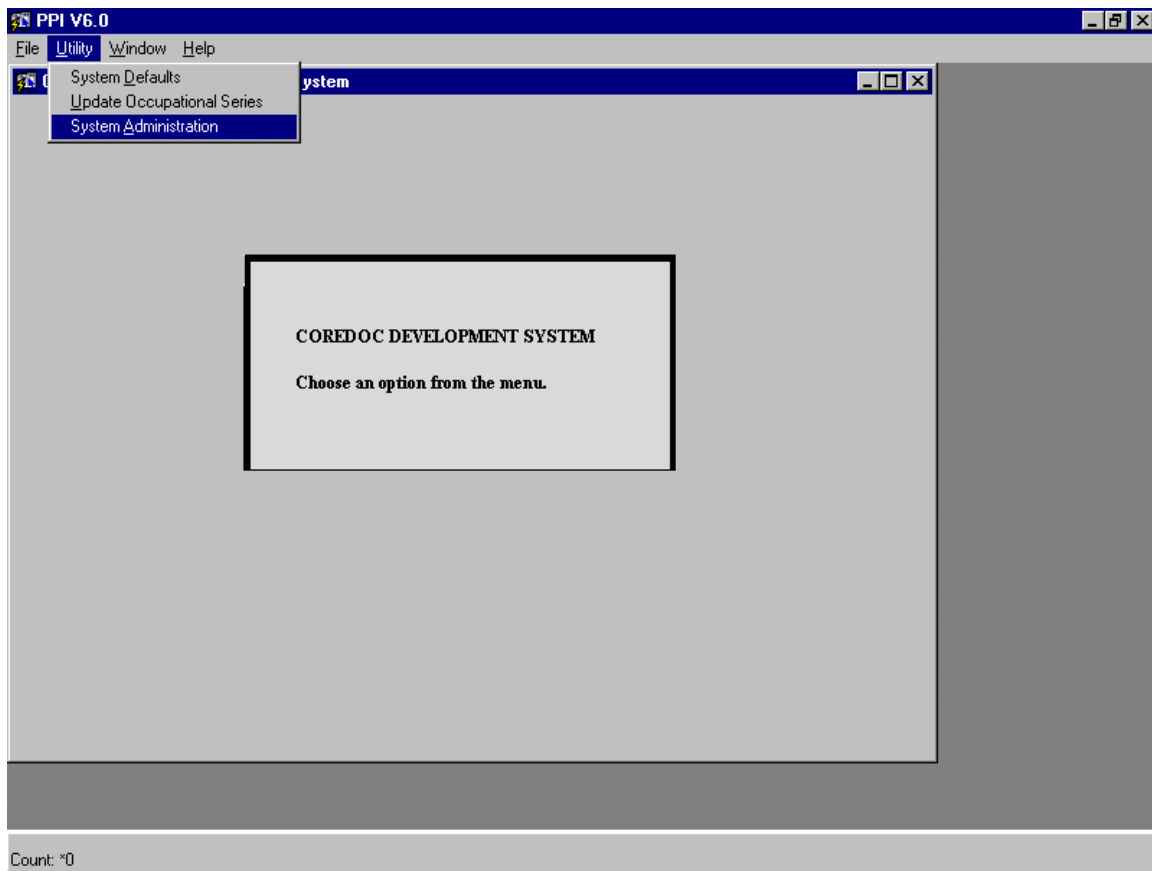 PPI V6.0
File Utility Window Help
ystem
System Defaults
Update Occupational Series
System Administration
COREDOC DEVELOPMENT SYSTEM
Choose an option from the menu.
Count: *0